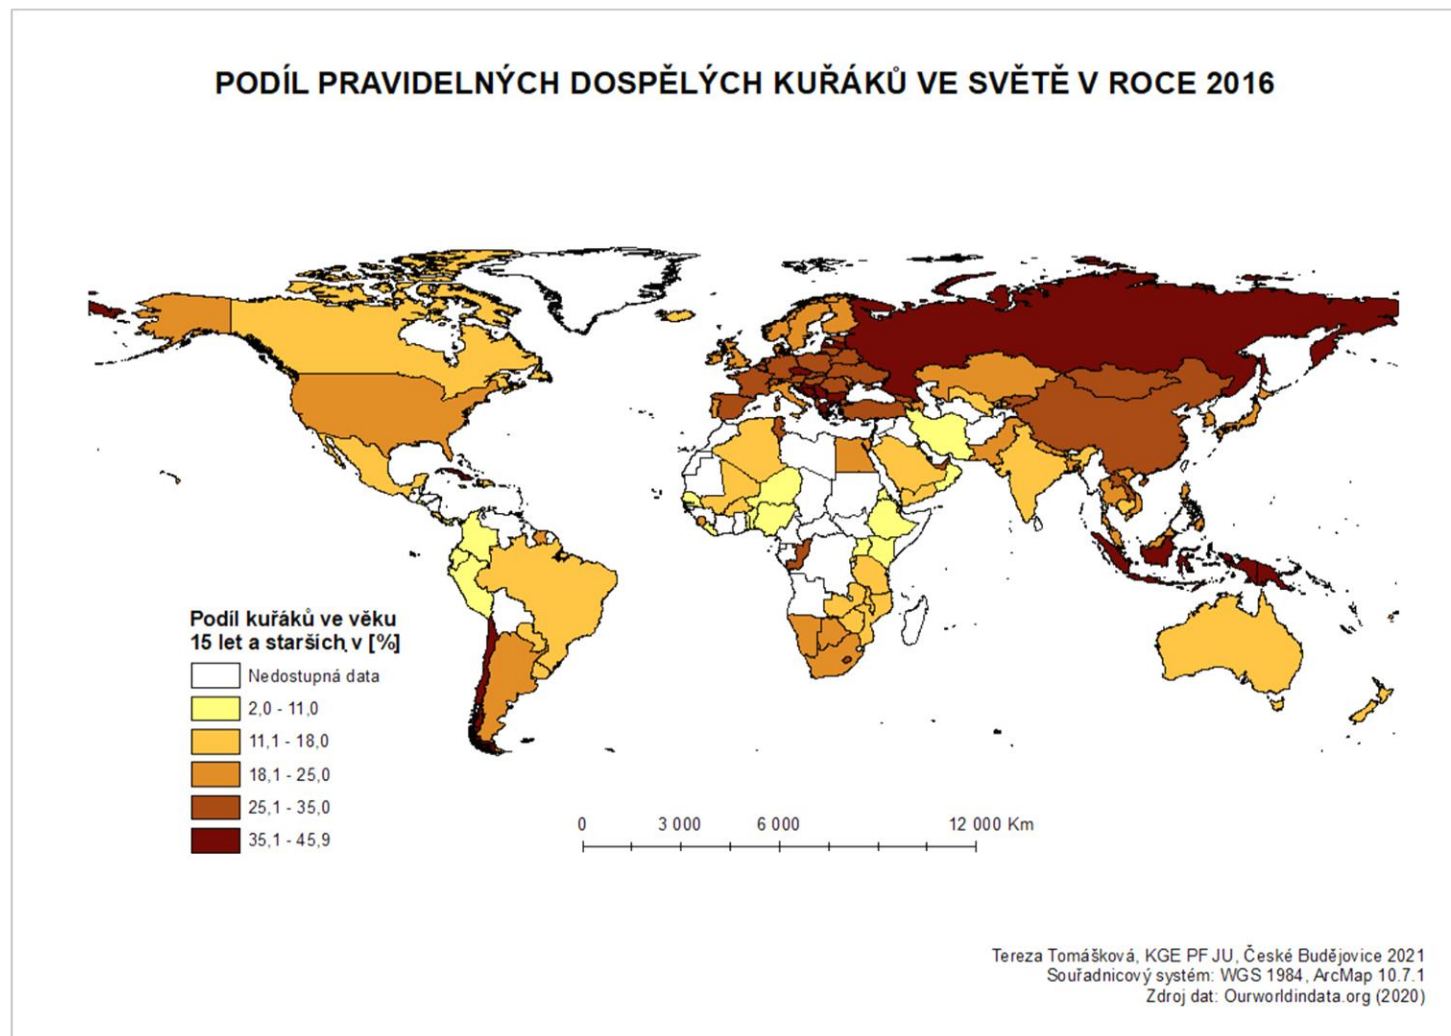 PODÍL PRAVIDELNÝCH DOSPĚLÝCH KUŘÁKŮ VE SVĚTĚ V ROCE 2016
Podíl kuřáků ve věku
15 let a starších v [%]
Nedostupná data
2,0 - 11,0
11,1 - 18,0
18,1 - 25,0
25,1 - 35,0
35,1 - 45,9
0 3 000 6 000 12 000 Km
Tereza Tomášková, KGE PF JU, České Budějovice 2021
Souřadnicový systém: WGS 1984, ArcMap 10.7.1
Zdroj dat: Ourworldindata.org (2020)